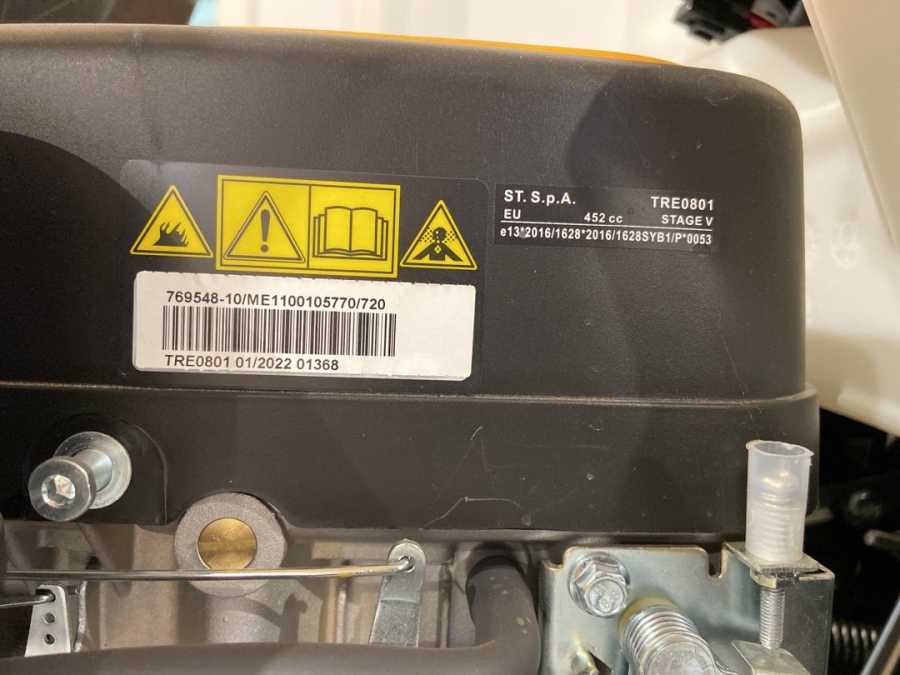 ST. S.p.A. TRE0801
EU 452 cc STAGE V
e13*2016/1628*2016/1628SYB1/P*0053
769548-10/ME1100105770/720
TRE0801 01/2022 01368